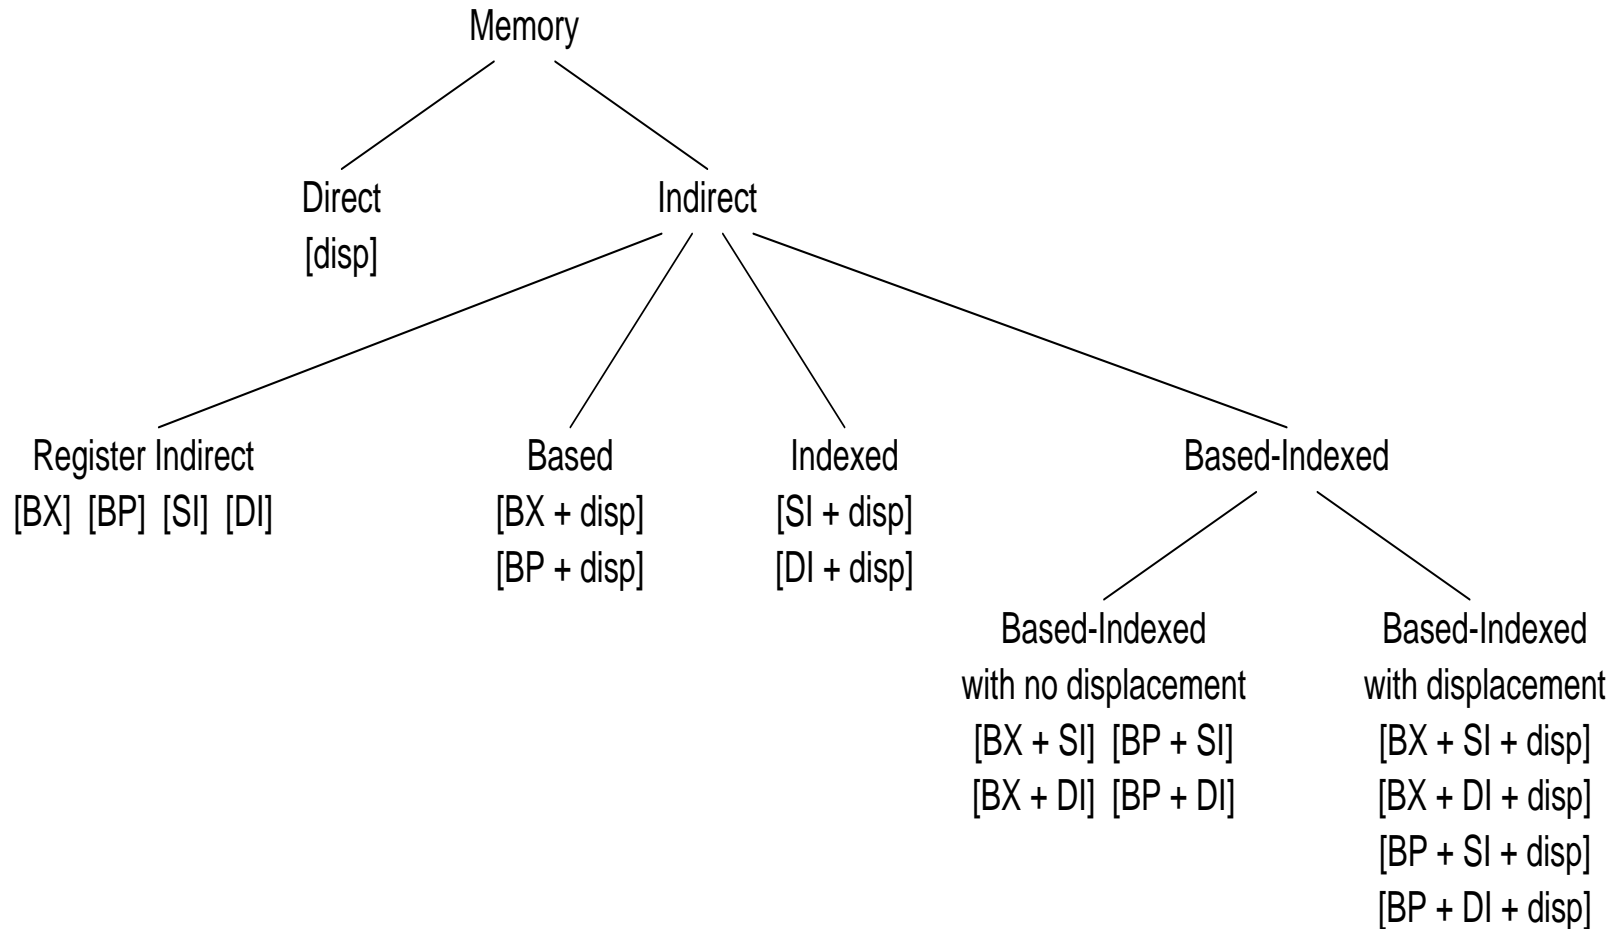 Memory
Direct
[disp]
Indirect
Register Indirect
[BX] [BP] [SI] [DI]
Based
[BX + disp]
[BP + disp]
Indexed
[SI + disp]
[DI + disp]
Based-Indexed
Based-Indexed
with no displacement
[BX + SI] [BP + SI]
[BX + DI] [BP + DI]
Based-Indexed
with displacement
[BX + SI + disp]
[BX + DI + disp]
[BP + SI + disp]
[BP + DI + disp]